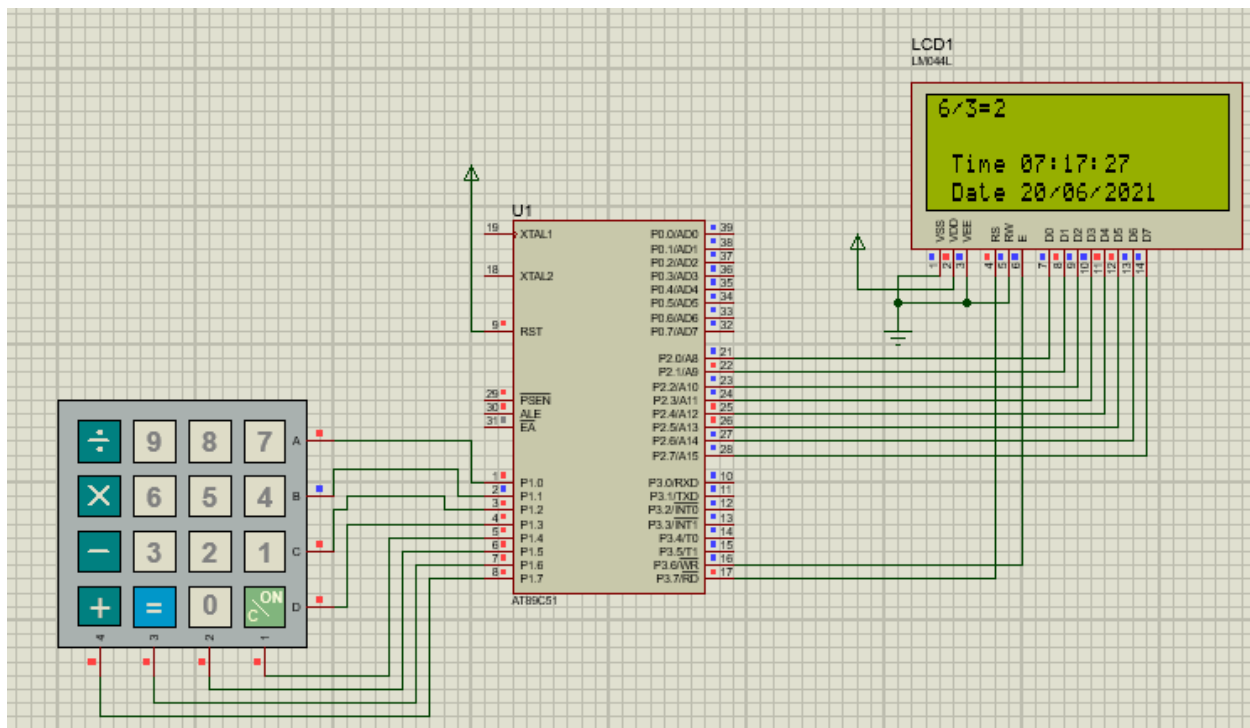 LCD1
LM044L
6/3=2
Time 07:17:27
Date 20/06/2021
VSS VDD VEE RS RW E D0 D1 D2 D3 D4 D5 D6 D7
1 2 3 4 5 6 7 8 9 10 11 12 13 14
U1
19 XTAL1 P0.0/AD0 39
P0.1/AD1 38
P0.2/AD2 37
18 XTAL2 P0.3/AD3 36
P0.4/AD4 35
P0.5/AD5 34
P0.6/AD6 33
9 RST P0.7/AD7 32
P2.0/A8 21
P2.1/A9 22
P2.2/A10 23
29 PSEN P2.3/A11 24
30 ALE P2.4/A12 25
31 EA P2.5/A13 26
P2.6/A14 27
P2.7/A15 28
1 P1.0 P3.0/RXD 10
2 P1.1 P3.1/TXD 11
3 P1.2 P3.2/INT0 12
4 P1.3 P3.3/INT1 13
5 P1.4 P3.4/T0 14
6 P1.5 P3.5/T1 15
7 P1.6 P3.6/WR 16
8 P1.7 P3.7/RD 17
AT89C51
÷ 9 8 7 A
× 6 5 4 B
− 3 2 1 C
+ = 0 ON/C D
4 3 2 1